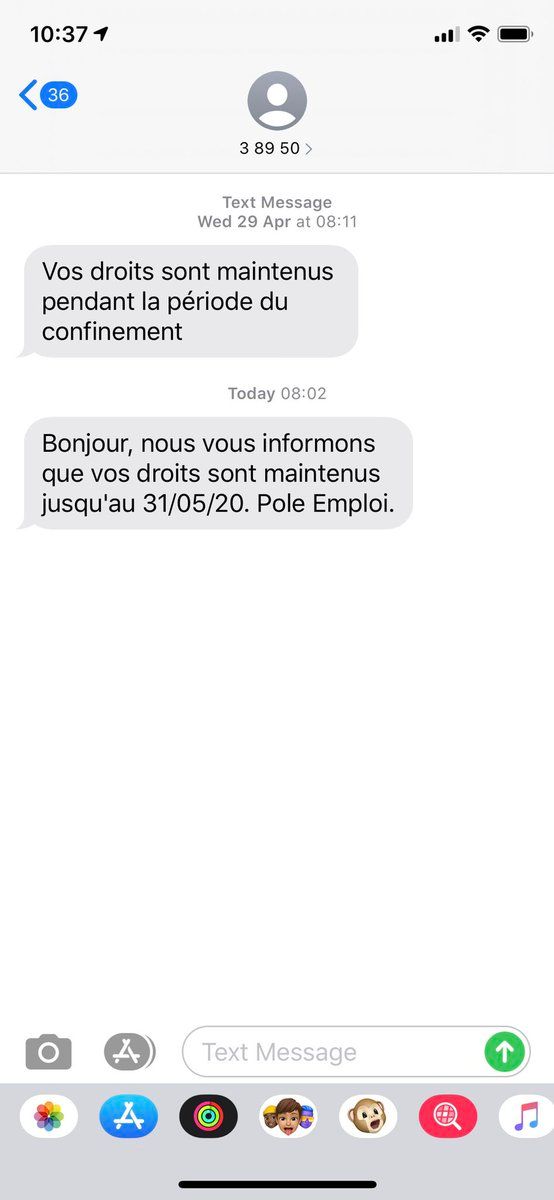 10:37
36
3 89 50
Text Message
Wed 29 Apr at 08:11
Vos droits sont maintenus
pendant la période du
confinement
Today 08:02
Bonjour, nous vous informons
que vos droits sont maintenus
jusqu'au 31/05/20. Pole Emploi.
Text Message